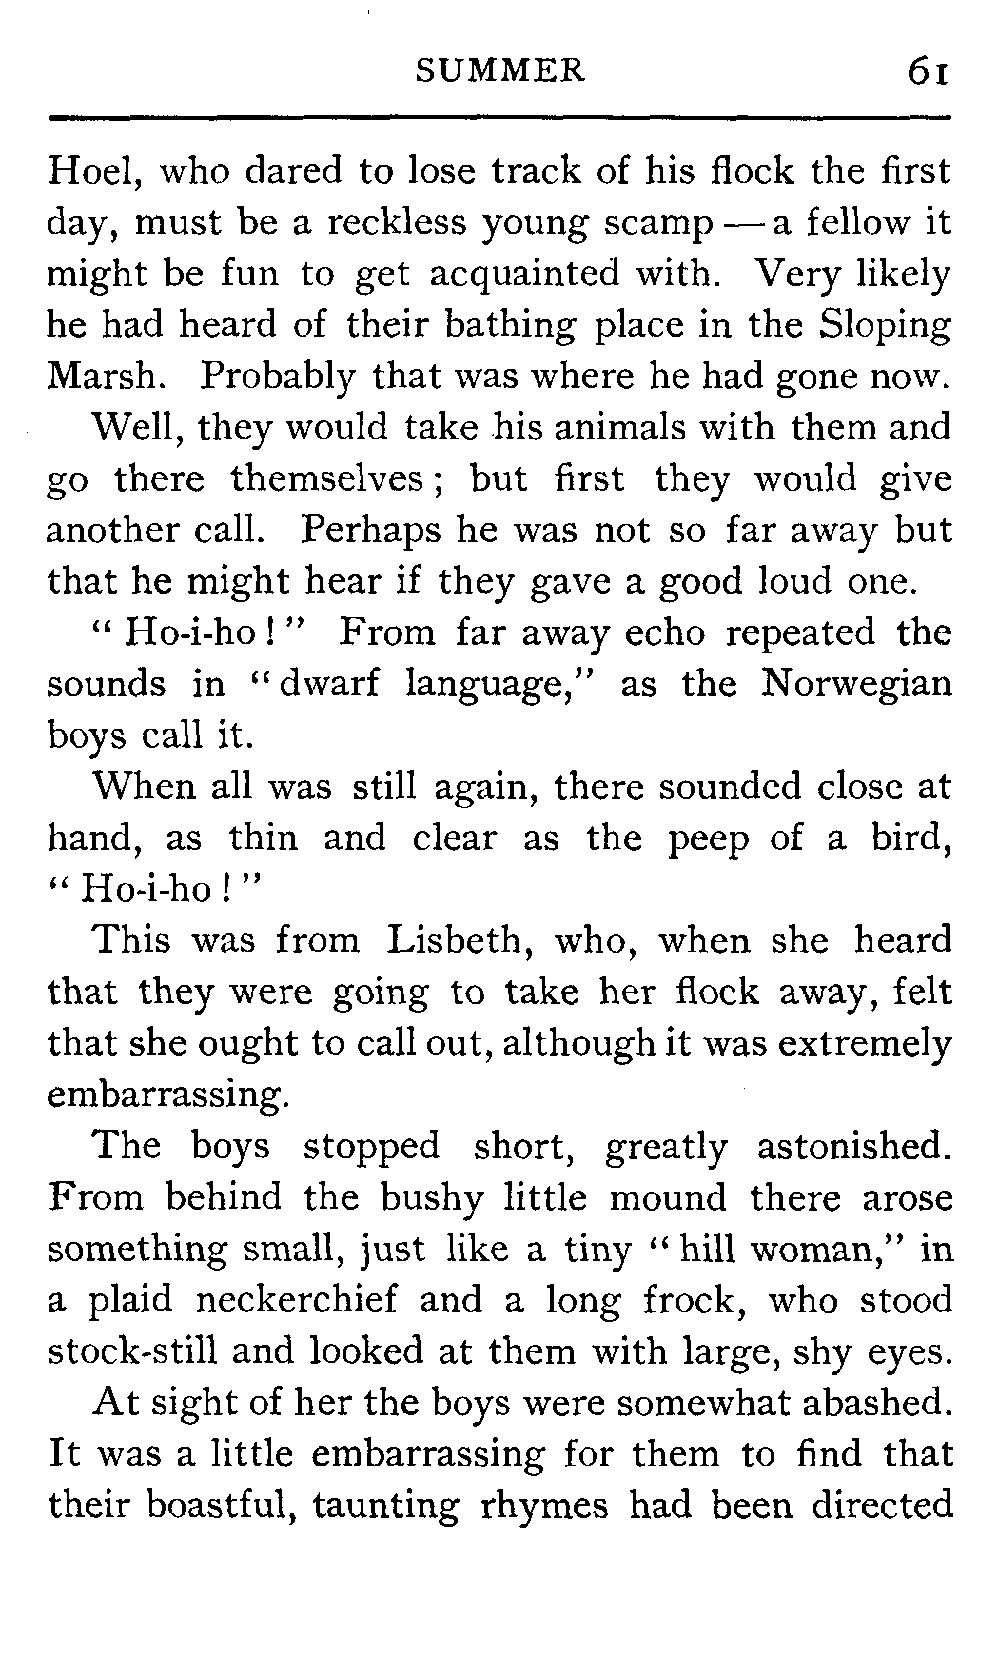 SUMMER 61
Hoel, who dared to lose track of his flock the first
day, must be a reckless young scamp — a fellow it
might be fun to get acquainted with. Very likely
he had heard of their bathing place in the Sloping
Marsh. Probably that was where he had gone now.
Well, they would take his animals with them and
go there themselves ; but first they would give
another call. Perhaps he was not so far away but
that he might hear if they gave a good loud one.
" Ho-i-ho ! " From far away echo repeated the
sounds in " dwarf language," as the Norwegian
boys call it.
When all was still again, there sounded close at
hand, as thin and clear as the peep of a bird,
" Ho-i-ho ! "
This was from Lisbeth, who, when she heard
that they were going to take her flock away, felt
that she ought to call out, although it was extremely
embarrassing.
The boys stopped short, greatly astonished.
From behind the bushy little mound there arose
something small, just like a tiny " hill woman," in
a plaid neckerchief and a long frock, who stood
stock-still and looked at them with large, shy eyes.
At sight of her the boys were somewhat abashed.
It was a little embarrassing for them to find that
their boastful, taunting rhymes had been directed